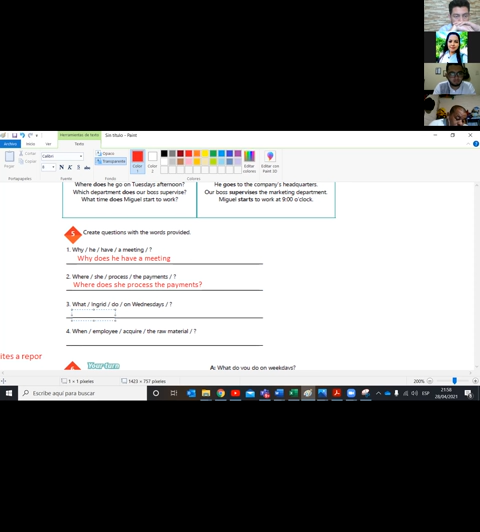 Herramientas de texto
Sin título - Paint
Archivo
Inicio
Ver
Texto
Pegar
Cortar
Copiar
Calibri
N K S abc
Opaco
Transparente
Color 1
Color 2
Editar colores
Editar con Paint 3D
Portapapeles
Fuente
Fondo
Colores
Where does he go on Tuesdays afternoon?
Which department does our boss supervise?
What time does Miguel start to work?
He goes to the company's headquarters.
Our boss supervises the marketing department.
Miguel starts to work at 9:00 o'clock.
5. Create questions with the words provided.
1. Why / he / have / a meeting / ?
Why does he have a meeting
2. Where / she / process / the payments / ?
Where does she process the payments?
3. What / Ingrid / do / on Wednesdays / ?
4. When / employee / acquire / the raw material / ?
ites a repor
Your turn
A: What do you do on weekdays?
1 × 1 píxeles
1423 × 757 píxeles
200%
Escribe aquí para buscar
ESP
21:58
28/04/2021